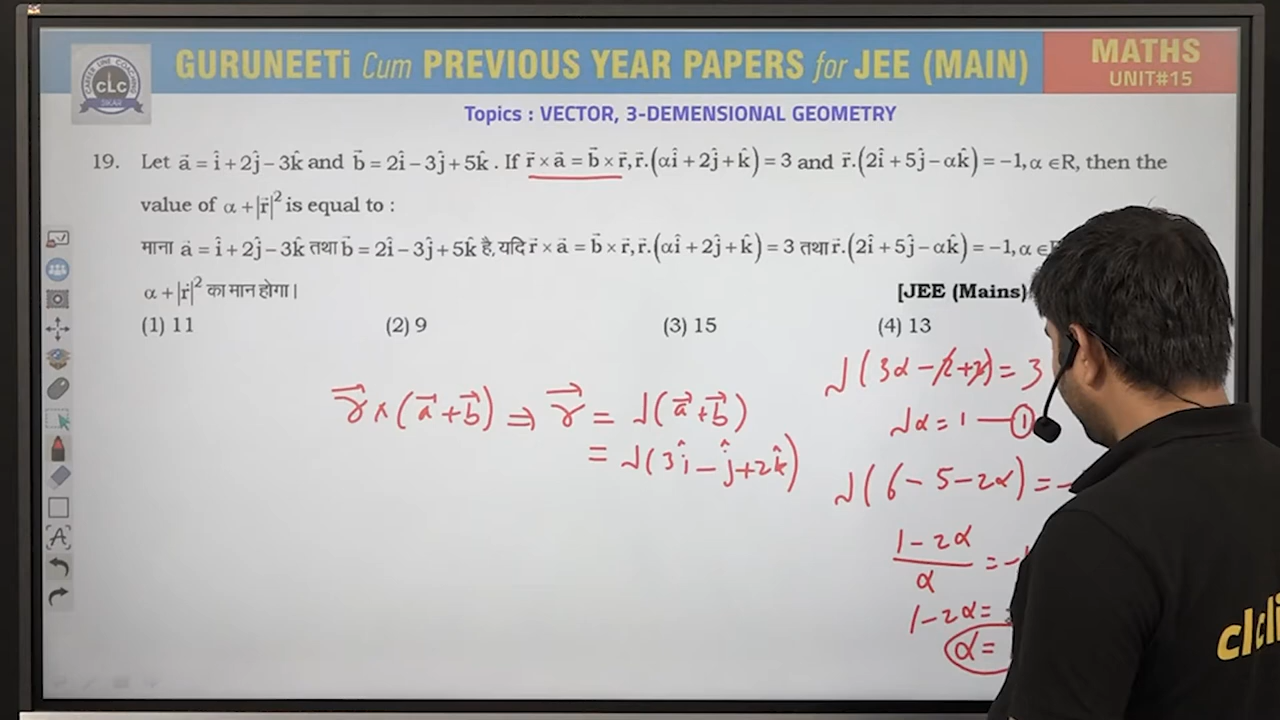 CLC
SIKAR
GURUNEETi Cum PREVIOUS YEAR PAPERS for JEE (MAIN)
MATHS
UNIT#15
Topics : VECTOR, 3-DEMENSIONAL GEOMETRY
19. Let a⃗ = î + 2ĵ − 3k̂ and b⃗ = 2î − 3ĵ + 5k̂ . If r⃗ × a⃗ = b⃗ × r⃗, r⃗.(αî + 2ĵ + k̂) = 3 and r⃗.(2î + 5ĵ − αk̂) = −1, α ∈R, then the
value of α + |r⃗|² is equal to :
माना a⃗ = î + 2ĵ − 3k̂ तथा b⃗ = 2î − 3ĵ + 5k̂ है, यदि r⃗ × a⃗ = b⃗ × r⃗, r⃗.(αî + 2ĵ + k̂) = 3 तथा r⃗.(2î + 5ĵ − αk̂) = −1, α ∈
α + |r⃗|² का मान होगा।
[JEE (Mains)
(1) 11 (2) 9 (3) 15 (4) 13
r⃗ × (a⃗ + b⃗) ⇒ r⃗ = λ(a⃗ + b⃗)
= λ(3î − ĵ + 2k̂)
λ(3α − 2 + 2) = 3
λα = 1 — ①
λ(6 − 5 − 2α) = −
(1 − 2α)/α = −1
1 − 2α =
α =